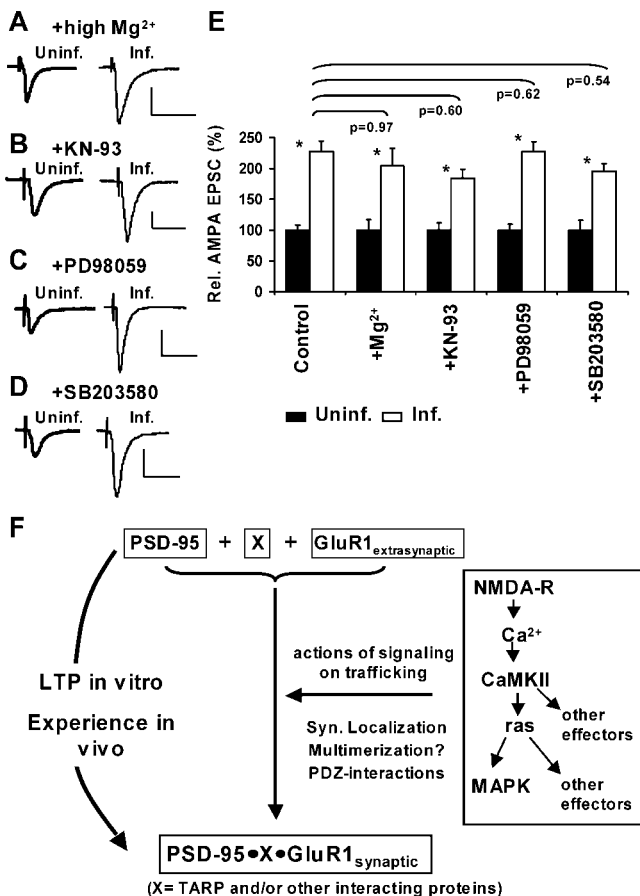 A
+high Mg²⁺
Uninf. Inf.
B
+KN-93
Uninf. Inf.
C
+PD98059
Uninf. Inf.
D
+SB203580
Uninf. Inf.
E
p=0.54
p=0.62
p=0.60
p=0.97
Rel. AMPA EPSC (%)
250
200
150
100
50
0
* * * * *
Control
+Mg²⁺
+KN-93
+PD98059
+SB203580
Uninf. Inf.
F
PSD-95 + X + GluR1extrasynaptic
LTP in vitro
Experience in
vivo
actions of signaling
on trafficking
Syn. Localization
Multimerization?
PDZ-interactions
NMDA-R
Ca²⁺
CaMKII
ras
other
effectors
MAPK
other
effectors
PSD-95•X•GluR1synaptic
(X= TARP and/or other interacting proteins)